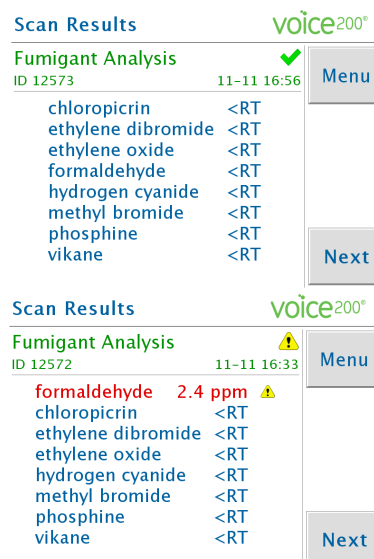 Scan Results voice200®
Fumigant Analysis
ID 12573 11-11 16:56
Menu
chloropicrin <RT
ethylene dibromide <RT
ethylene oxide <RT
formaldehyde <RT
hydrogen cyanide <RT
methyl bromide <RT
phosphine <RT
vikane <RT
Next
Scan Results voice200®
Fumigant Analysis
ID 12572 11-11 16:33
Menu
formaldehyde 2.4 ppm
chloropicrin <RT
ethylene dibromide <RT
ethylene oxide <RT
hydrogen cyanide <RT
methyl bromide <RT
phosphine <RT
vikane <RT
Next